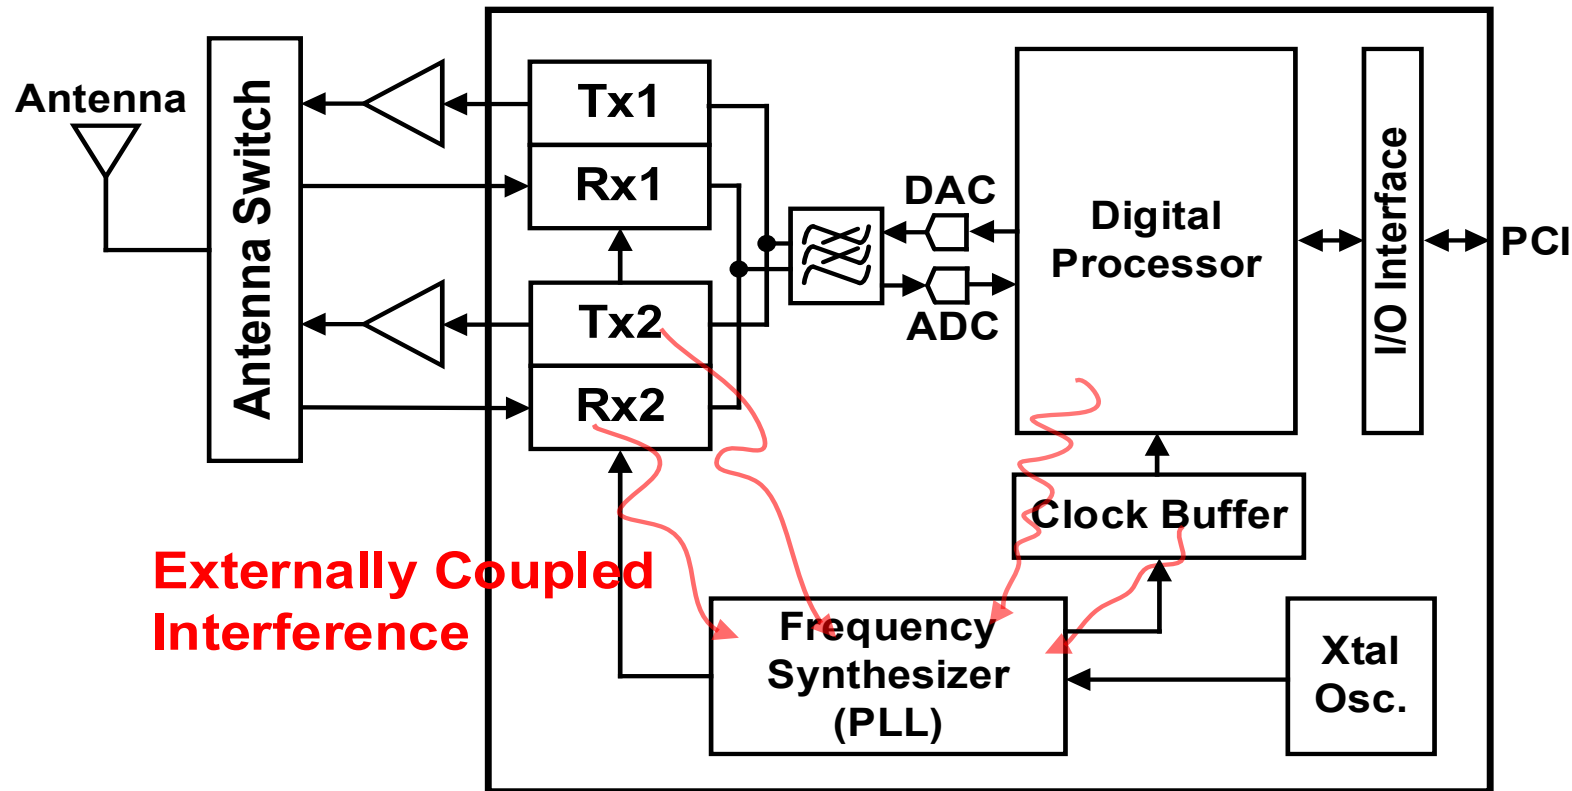 Antenna
Antenna Switch
Tx1
Rx1
Tx2
Rx2
DAC
ADC
Digital
Processor
I/O Interface
PCI
Clock Buffer
Externally Coupled
Interference
Frequency
Synthesizer
(PLL)
Xtal
Osc.